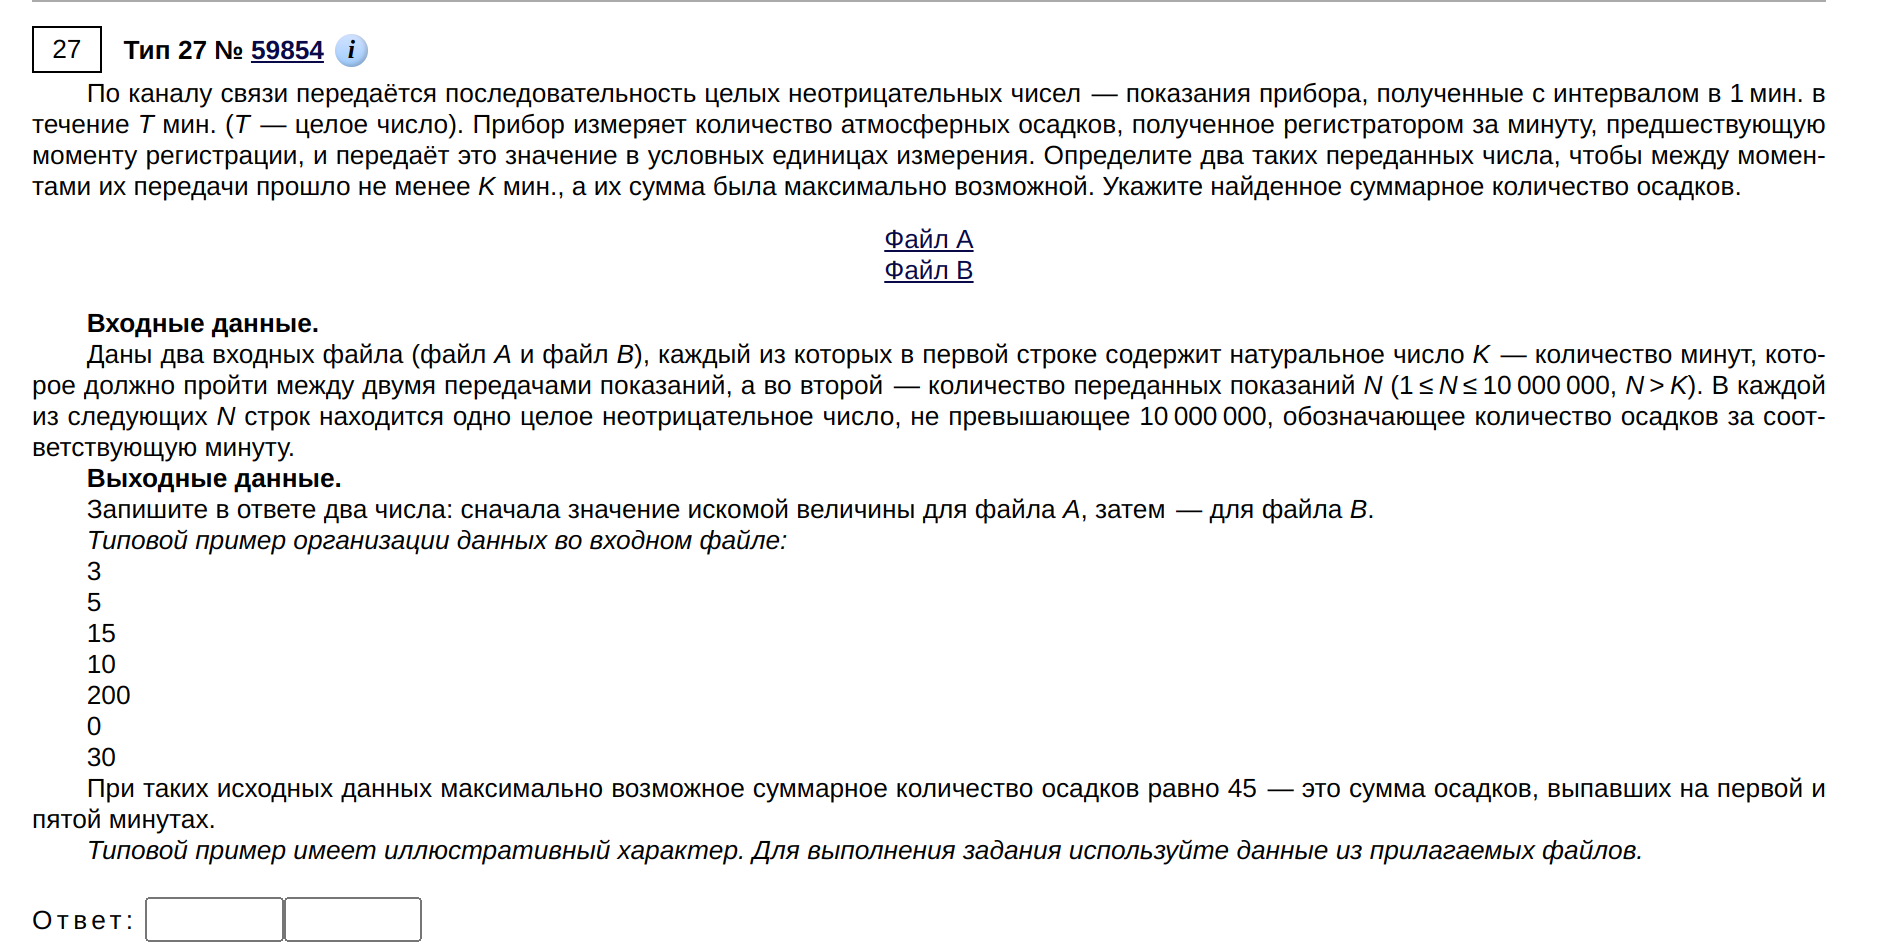 27 Тип 27 № 59854 i
По каналу связи передаётся последовательность целых неотрицательных чисел — показания прибора, полученные с интервалом в 1 мин. в
течение T мин. (T — целое число). Прибор измеряет количество атмосферных осадков, полученное регистратором за минуту, предшествующую
моменту регистрации, и передаёт это значение в условных единицах измерения. Определите два таких переданных числа, чтобы между момен-
тами их передачи прошло не менее K мин., а их сумма была максимально возможной. Укажите найденное суммарное количество осадков.
Файл A
Файл B
Входные данные.
Даны два входных файла (файл A и файл B), каждый из которых в первой строке содержит натуральное число K — количество минут, кото-
рое должно пройти между двумя передачами показаний, а во второй — количество переданных показаний N (1 ≤ N ≤ 10 000 000, N > K). В каждой
из следующих N строк находится одно целое неотрицательное число, не превышающее 10 000 000, обозначающее количество осадков за соот-
ветствующую минуту.
Выходные данные.
Запишите в ответе два числа: сначала значение искомой величины для файла A, затем — для файла B.
Типовой пример организации данных во входном файле:
3
5
15
10
200
0
30
При таких исходных данных максимально возможное суммарное количество осадков равно 45 — это сумма осадков, выпавших на первой и
пятой минутах.
Типовой пример имеет иллюстративный характер. Для выполнения задания используйте данные из прилагаемых файлов.
Ответ: